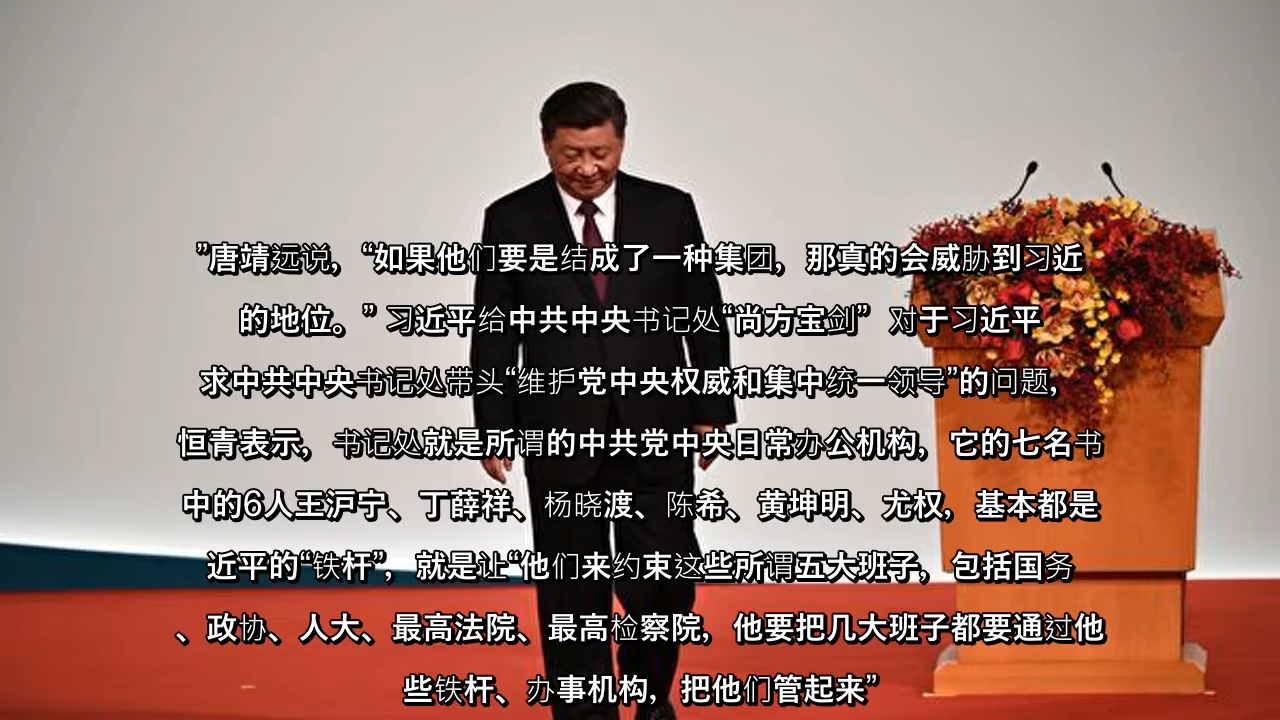 ”唐靖远说，“如果他们要是结成了一种集团，那真的会威胁到习近
的地位。” 习近平给中共中央书记处“尚方宝剑” 对于习近平
求中共中央书记处带头“维护党中央权威和集中统一领导”的问题，
恒青表示，书记处就是所谓的中共党中央日常办公机构，它的七名书
中的6人王沪宁、丁薛祥、杨晓渡、陈希、黄坤明、尤权，基本都是
近平的“铁杆”，就是让“他们来约束这些所谓五大班子，包括国务
、政协、人大、最高法院、最高检察院，他要把几大班子都要通过他
些铁杆、办事机构，把他们管起来”